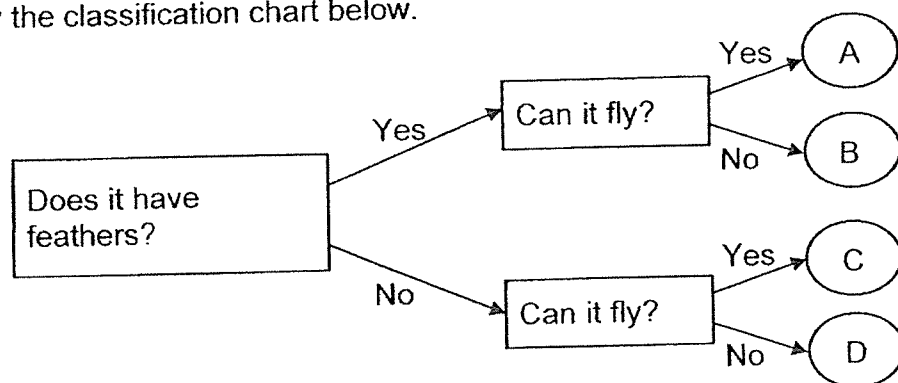 the classification chart below.
Yes
A
Can it fly?
Yes
No
B
Does it have
feathers?
Yes
C
No
Can it fly?
No
D